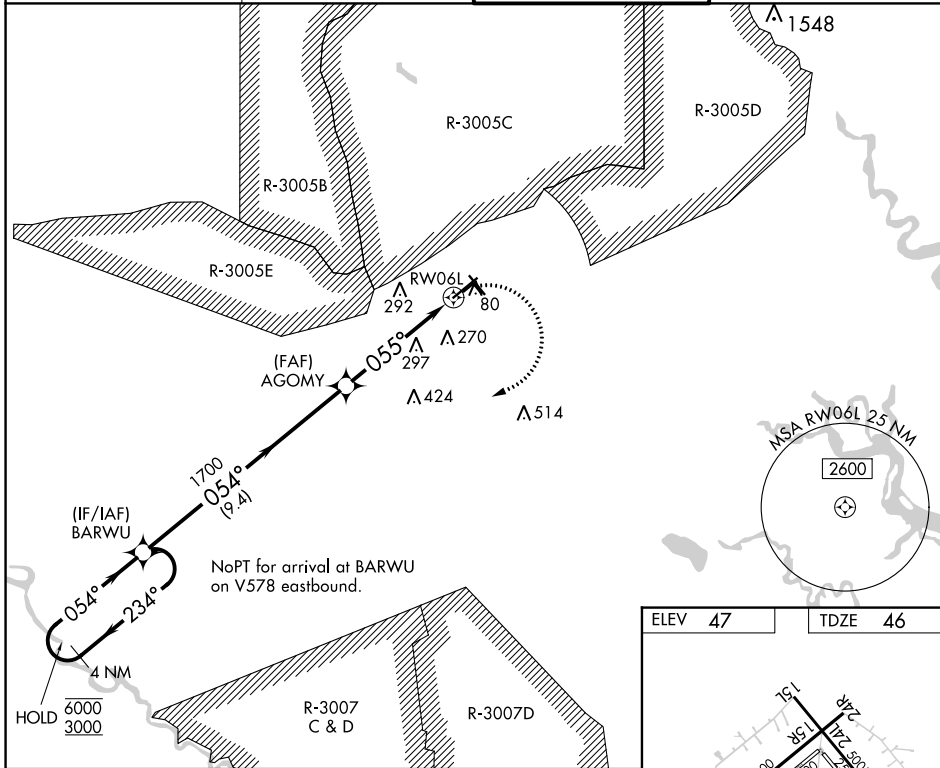 1548
R-3005C
R-3005D
R-3005B
R-3005E
RW06L
292
80
270
297
055°
(FAF)
AGOMY
424
514
MSA RW06L 25 NM
2600
1700
054°
(9.4)
(IF/IAF)
BARWU
NoPT for arrival at BARWU
on V578 eastbound.
054°
234°
4 NM
HOLD
6000
3000
R-3007
C & D
R-3007D
ELEV 47
TDZE 46
15L
24R
15R
24L